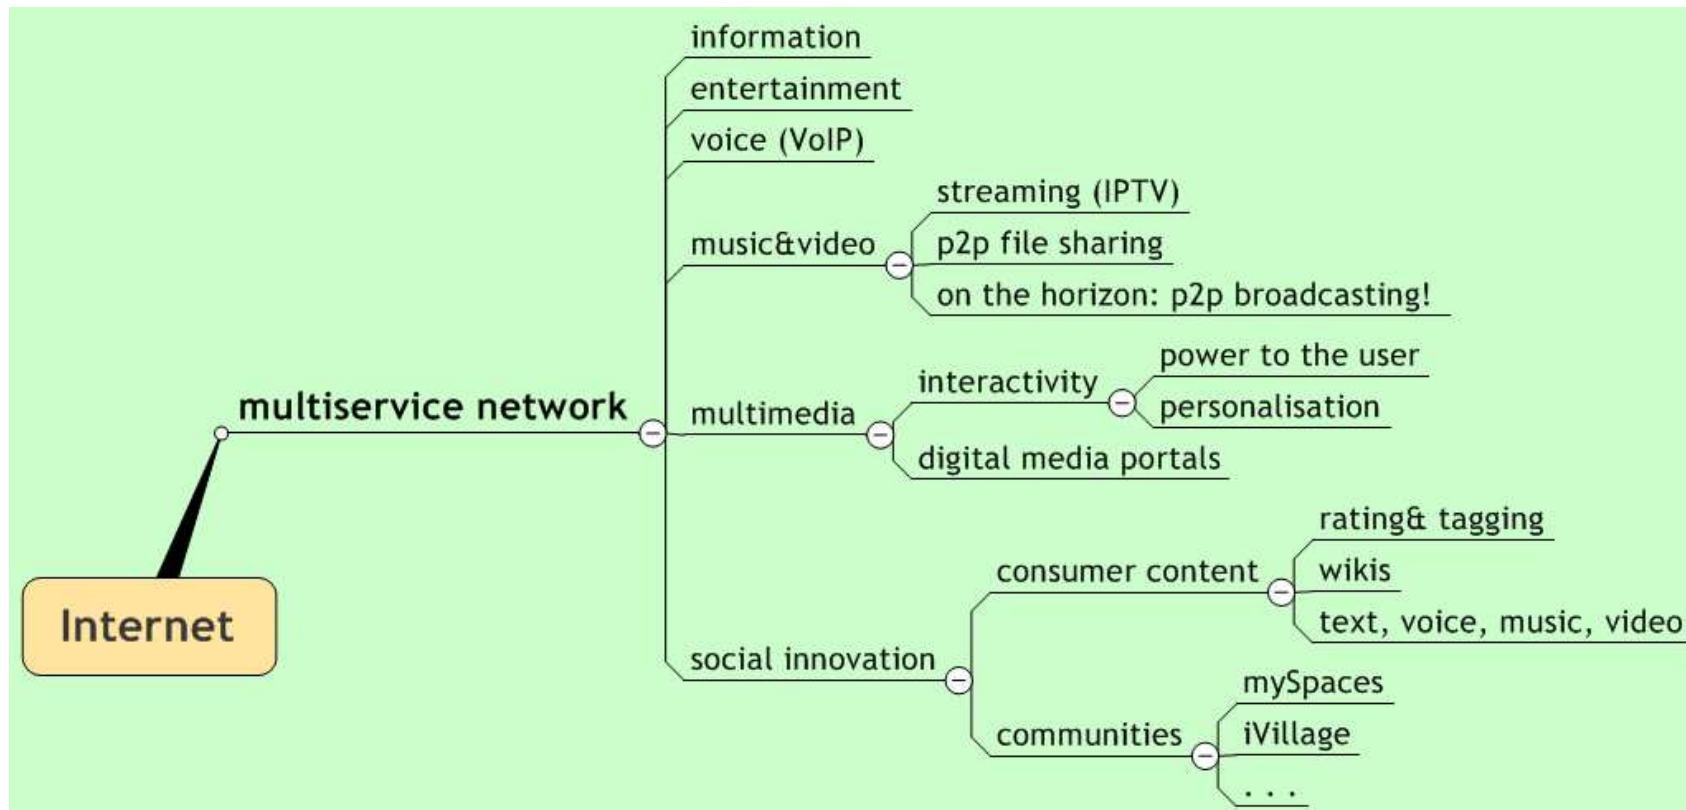 information
entertainment
voice (VoIP)
streaming (IPTV)
music&video
p2p file sharing
on the horizon: p2p broadcasting!
power to the user
interactivity
personalisation
multiservice network
multimedia
digital media portals
rating& tagging
consumer content
wikis
text, voice, music, video
Internet
social innovation
mySpaces
communities
iVillage
. . .